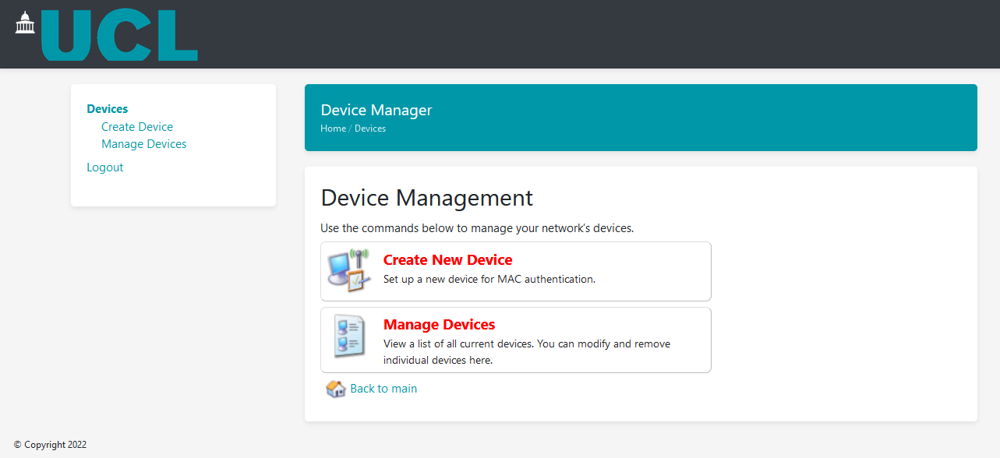 UCL
Devices
Create Device
Manage Devices
Logout
Device Manager
Home / Devices
Device Management
Use the commands below to manage your network’s devices.
Create New Device
Set up a new device for MAC authentication.
Manage Devices
View a list of all current devices. You can modify and remove
individual devices here.
Back to main
© Copyright 2022